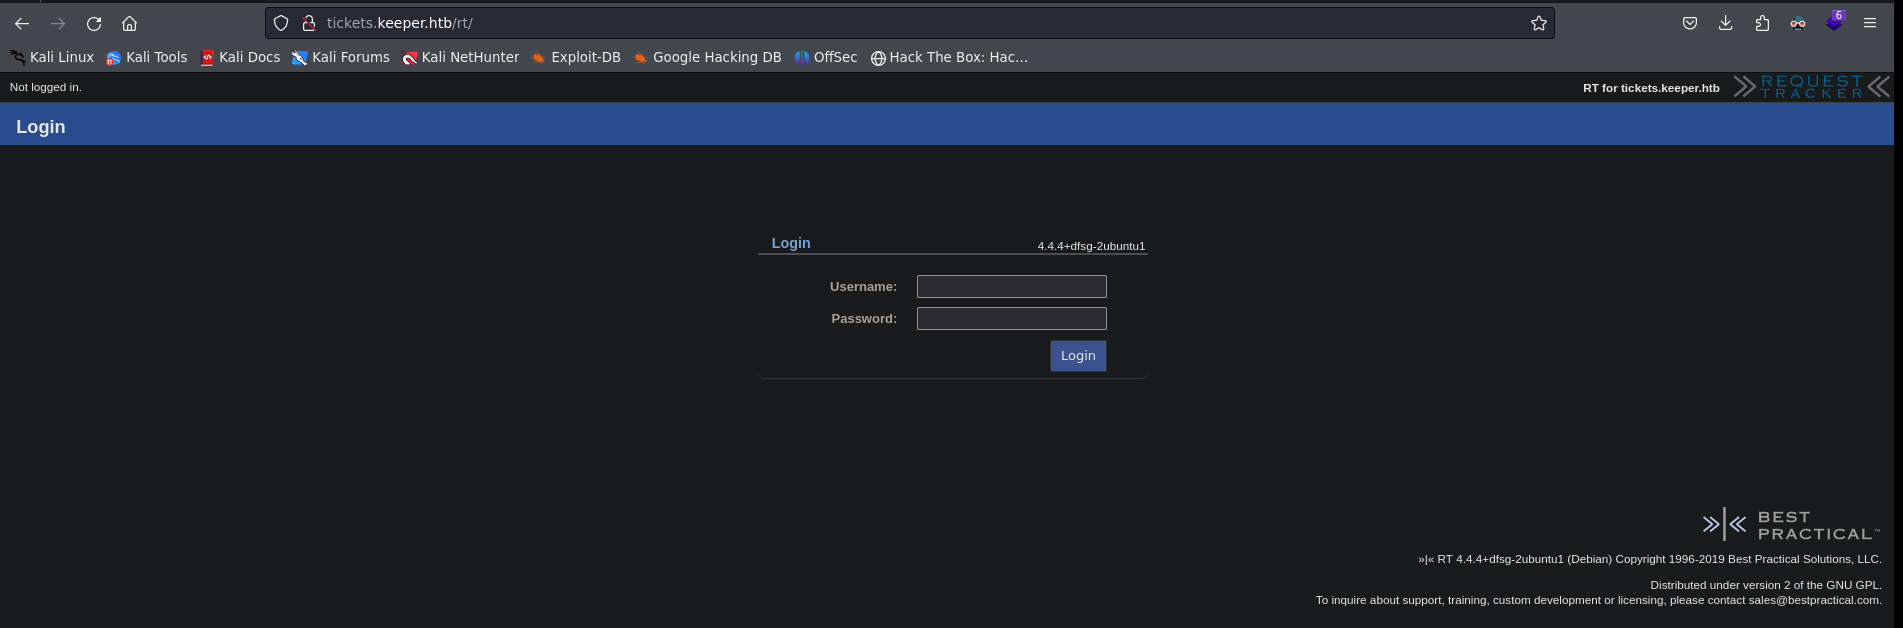 tickets.keeper.htb/rt/
6
Kali Linux Kali Tools Kali Docs Kali Forums Kali NetHunter Exploit-DB Google Hacking DB OffSec Hack The Box: Hac…
Not logged in.
RT for tickets.keeper.htb
REQUEST
TRACKER
Login
Login 4.4.4+dfsg-2ubuntu1
Username:
Password:
Login
BEST
PRACTICAL™
»|« RT 4.4.4+dfsg-2ubuntu1 (Debian) Copyright 1996-2019 Best Practical Solutions, LLC.
Distributed under version 2 of the GNU GPL.
To inquire about support, training, custom development or licensing, please contact sales@bestpractical.com.